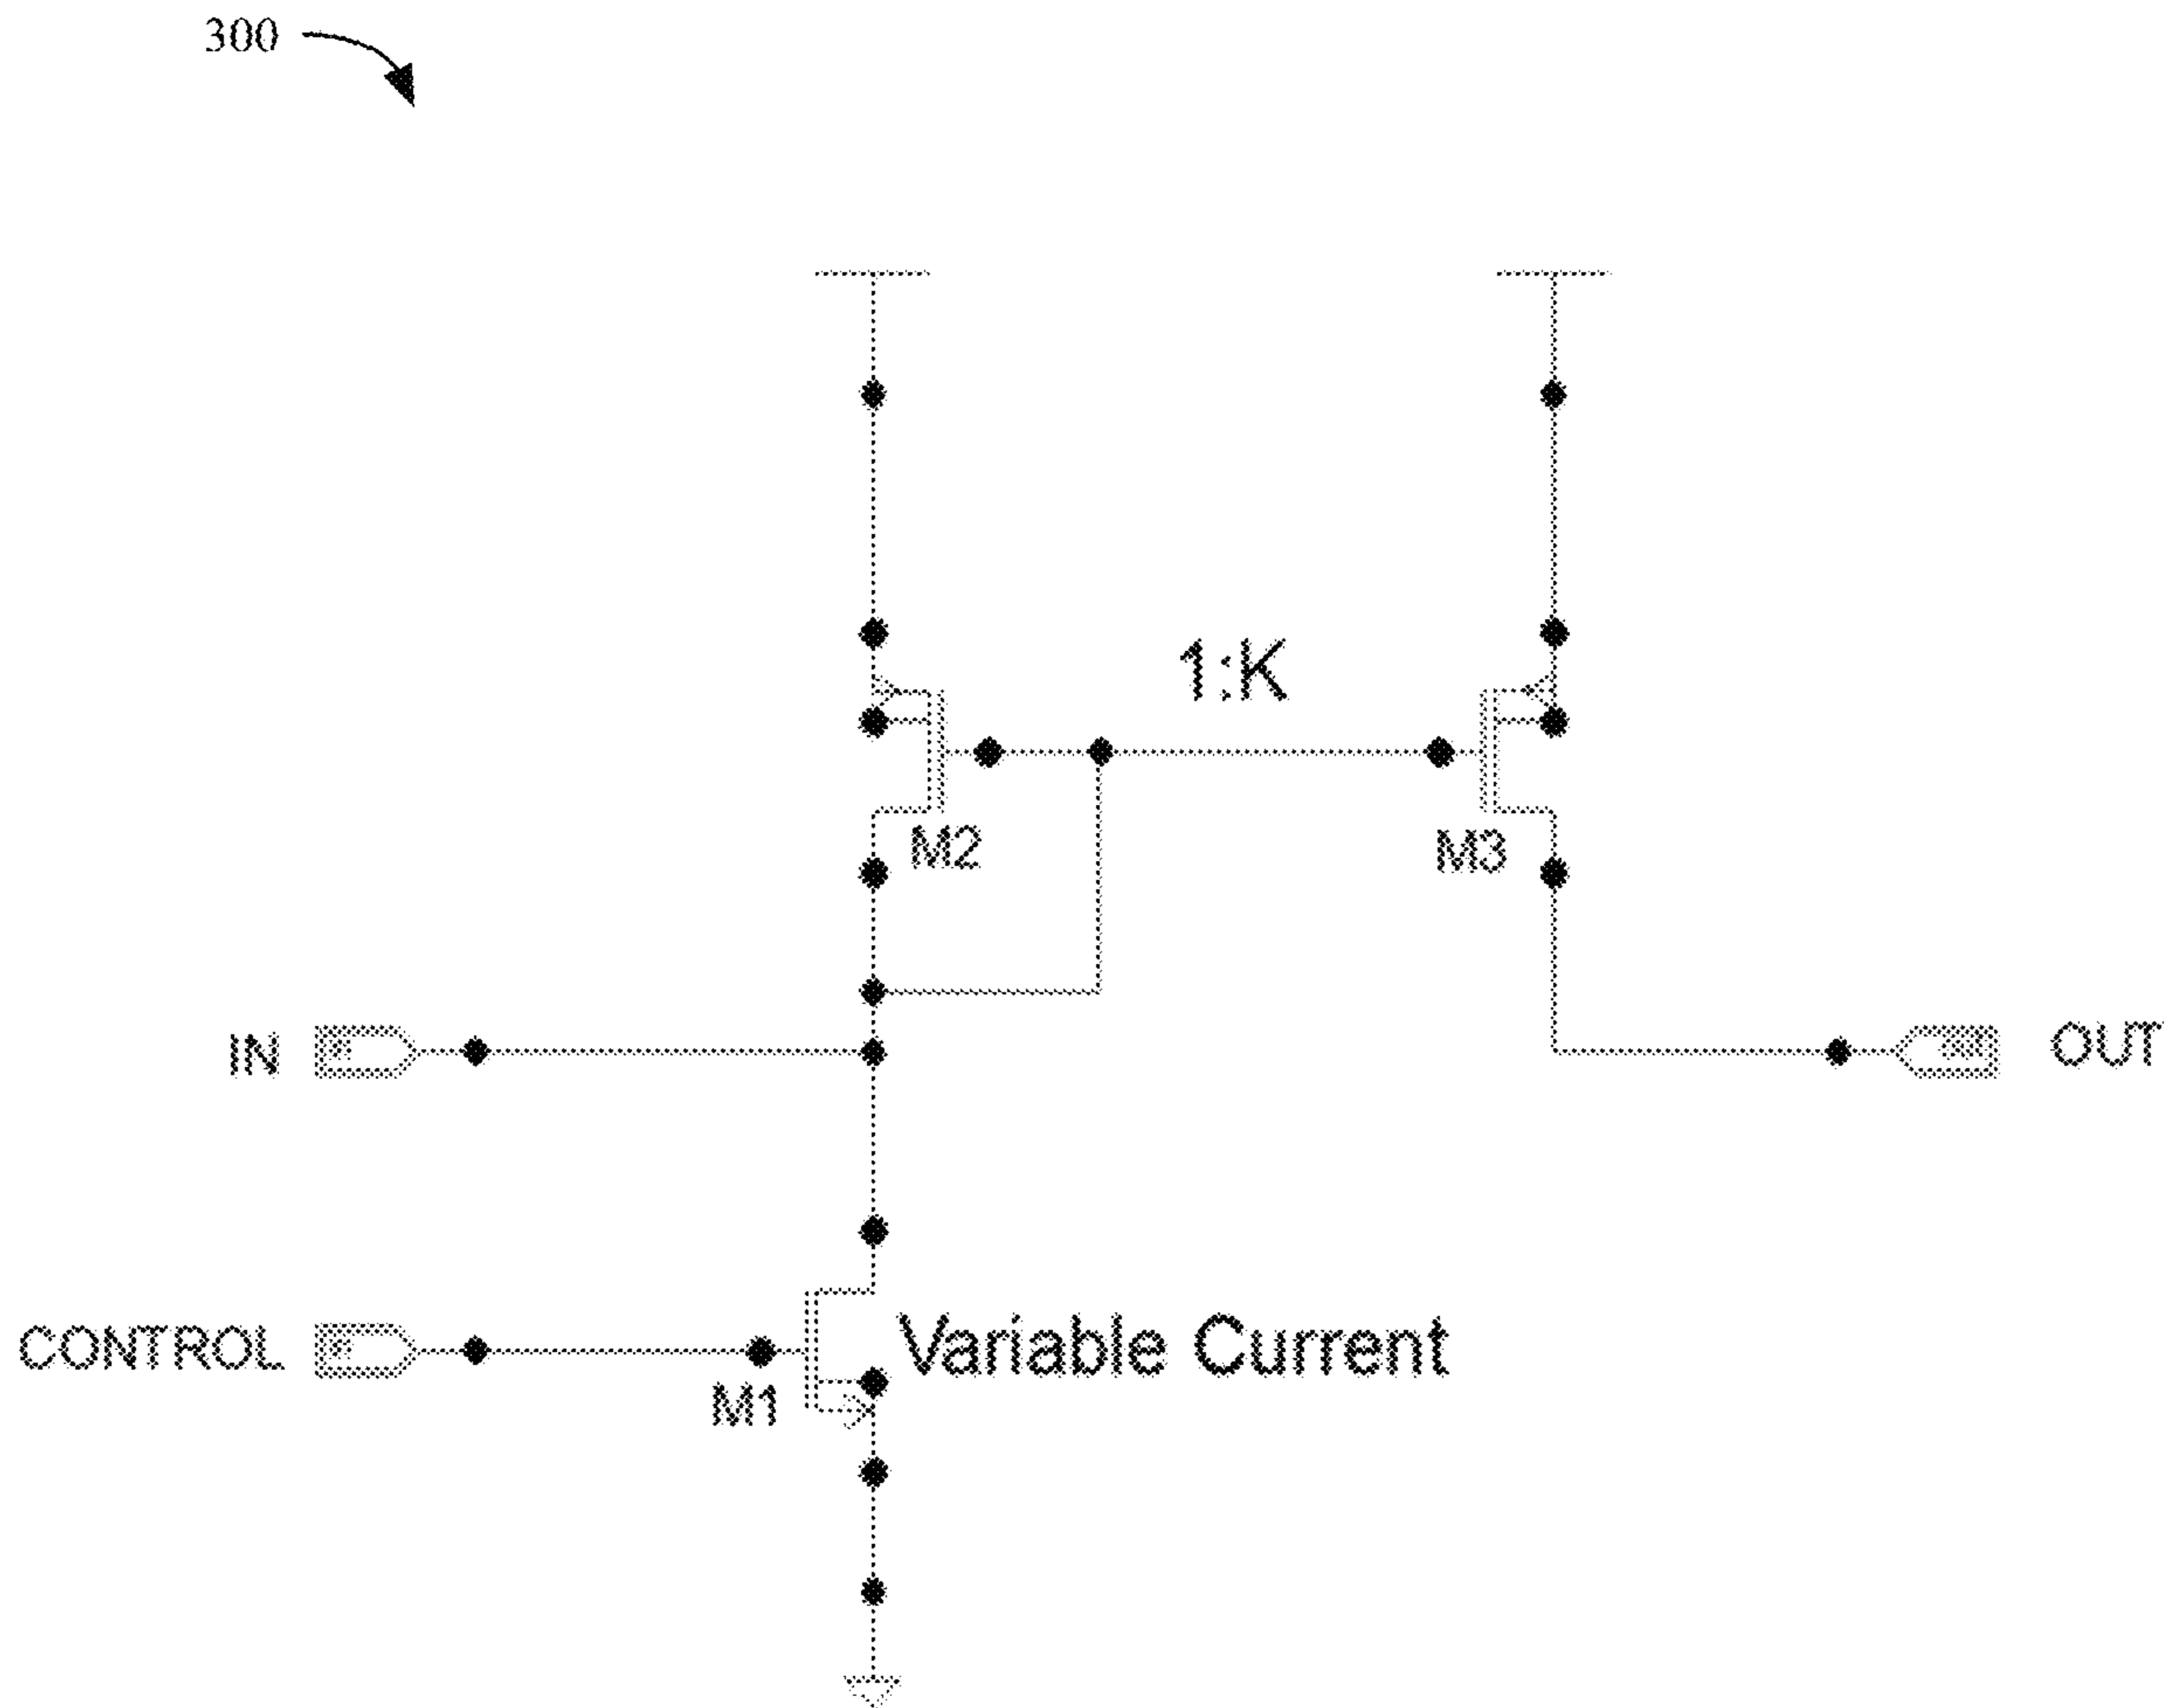 300
1:K
M2
M3
IN
OUT
CONTROL
Variable Current
M1